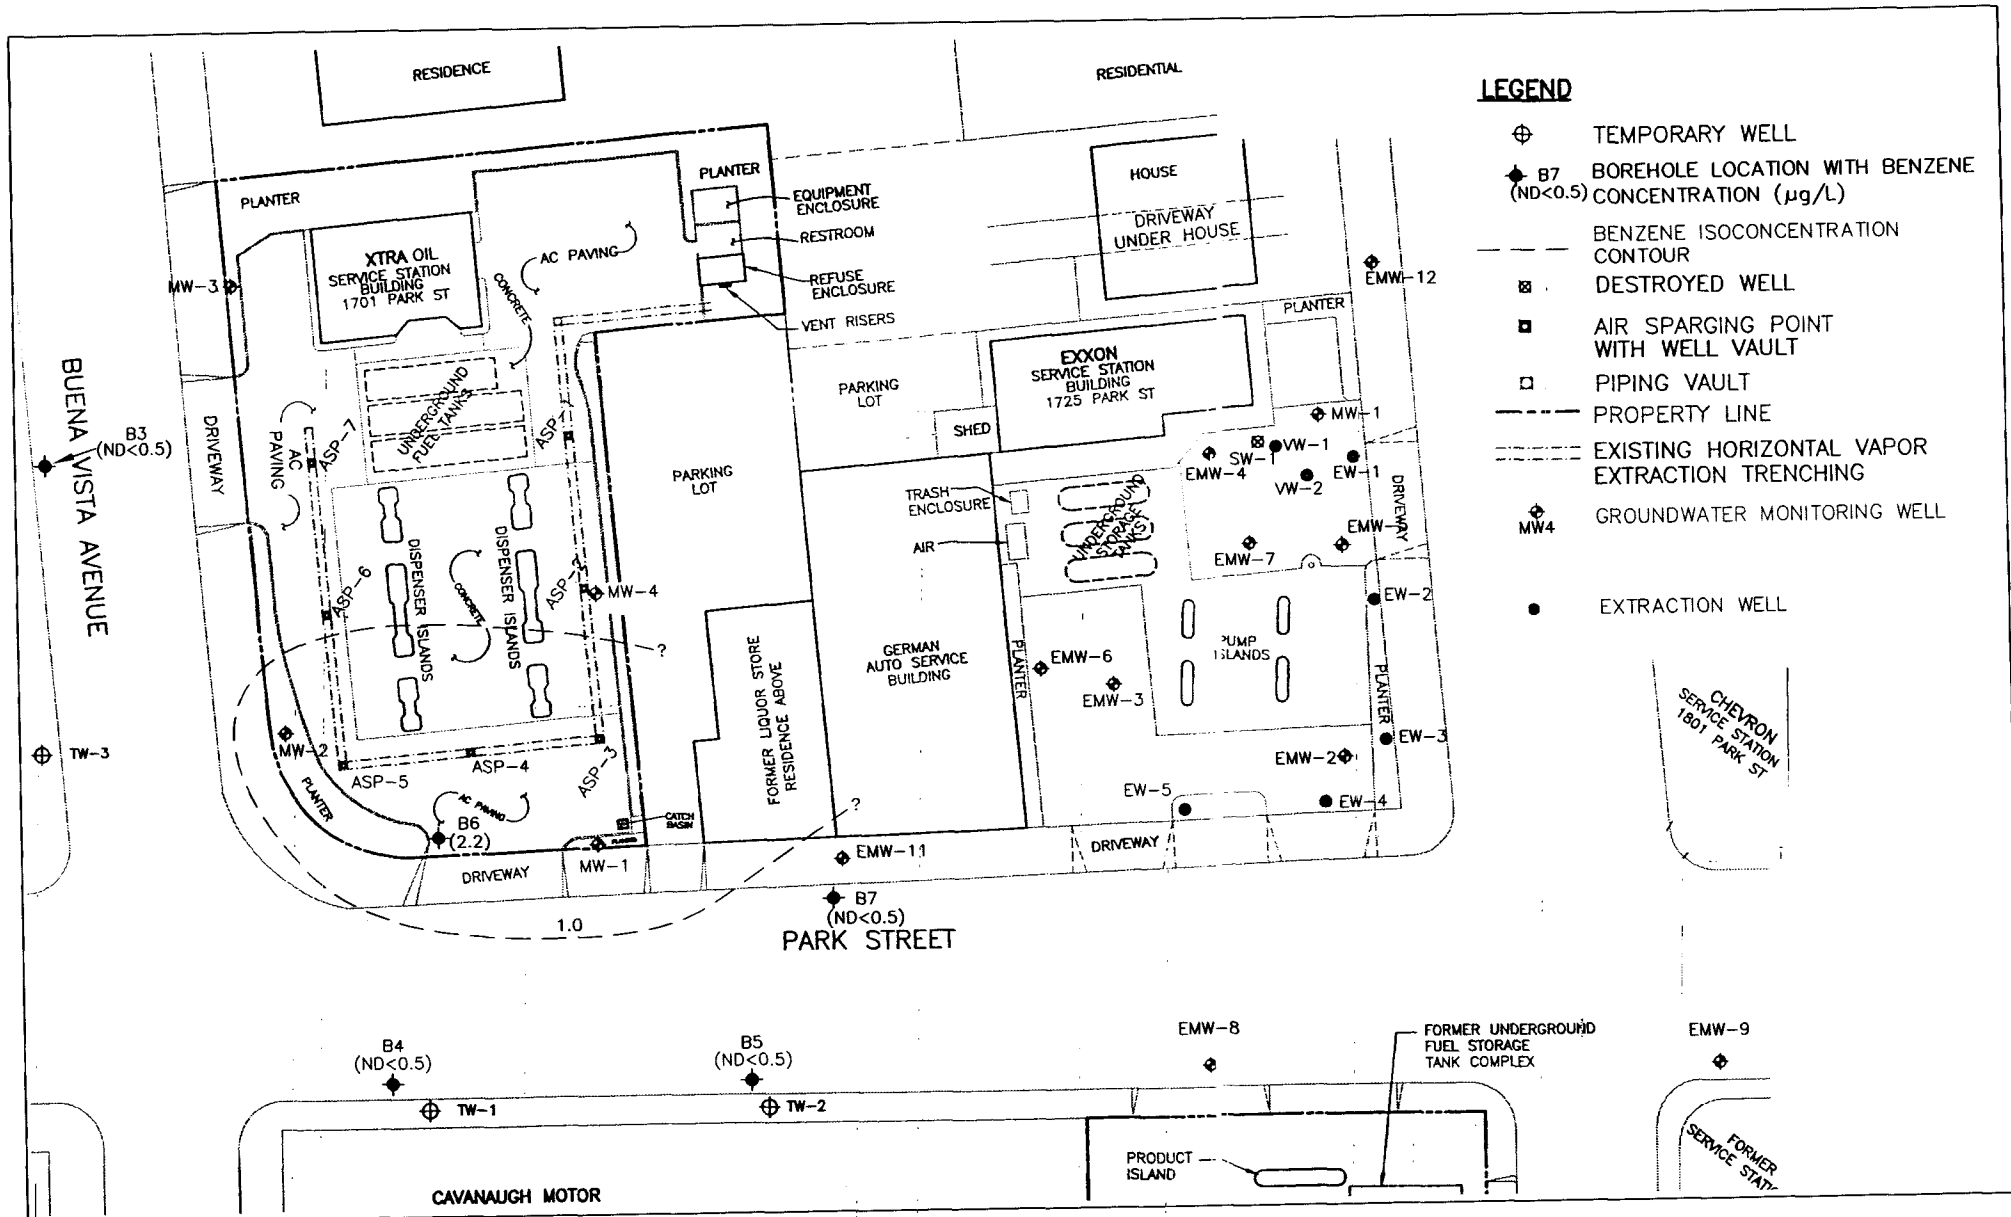 RESIDENCE
RESIDENTIAL
LEGEND
TEMPORARY WELL
B7
(ND<0.5)
BOREHOLE LOCATION WITH BENZENE
CONCENTRATION (µg/L)
BENZENE ISOCONCENTRATION
CONTOUR
DESTROYED WELL
AIR SPARGING POINT
WITH WELL VAULT
PIPING VAULT
PROPERTY LINE
EXISTING HORIZONTAL VAPOR
EXTRACTION TRENCHING
MW4
GROUNDWATER MONITORING WELL
EXTRACTION WELL
PLANTER
PLANTER
EQUIPMENT
ENCLOSURE
RESTROOM
REFUSE
ENCLOSURE
VENT RISERS
HOUSE
DRIVEWAY
UNDER HOUSE
EMW-12
PLANTER
XTRA OIL
SERVICE STATION
BUILDING
1701 PARK ST
AC PAVING
CONCRETE
MW-3
UNDERGROUND
FUEL TANKS
BUENA VISTA AVENUE
B3
(ND<0.5)
DRIVEWAY
AC
PAVING
ASP-7
ASP-1
PARKING
LOT
PARKING
LOT
SHED
EXXON
SERVICE STATION
BUILDING
1725 PARK ST
MW-1
VW-1
SW-1
EMW-4
VW-2
EW-1
DRIVEWAY
TRASH
ENCLOSURE
AIR
UNDERGROUND
STORAGE
TANKS
EMW-5
EMW-7
EW-2
DISPENSER ISLANDS
DISPENSER ISLANDS
CONCRETE
ASP-6
ASP-2
MW-4
?
FORMER LIQUOR STORE
RESIDENCE ABOVE
GERMAN
AUTO SERVICE
BUILDING
PLANTER
EMW-6
EMW-3
PUMP
ISLANDS
PLANTER
CHEVRON
SERVICE STATION
1801 PARK ST
TW-3
MW-2
ASP-5
ASP-4
ASP-3
EMW-2
EW-3
EW-5
EW-4
PLANTER
AC PAVING
B6
(2.2)
CATCH
BASIN
PLANTER
?
DRIVEWAY
MW-1
EMW-11
DRIVEWAY
1.0
B7
(ND<0.5)
PARK STREET
B4
(ND<0.5)
B5
(ND<0.5)
EMW-8
FORMER UNDERGROUND
FUEL STORAGE
TANK COMPLEX
EMW-9
TW-1
TW-2
PRODUCT
ISLAND
FORMER
CAVANAUGH MOTOR